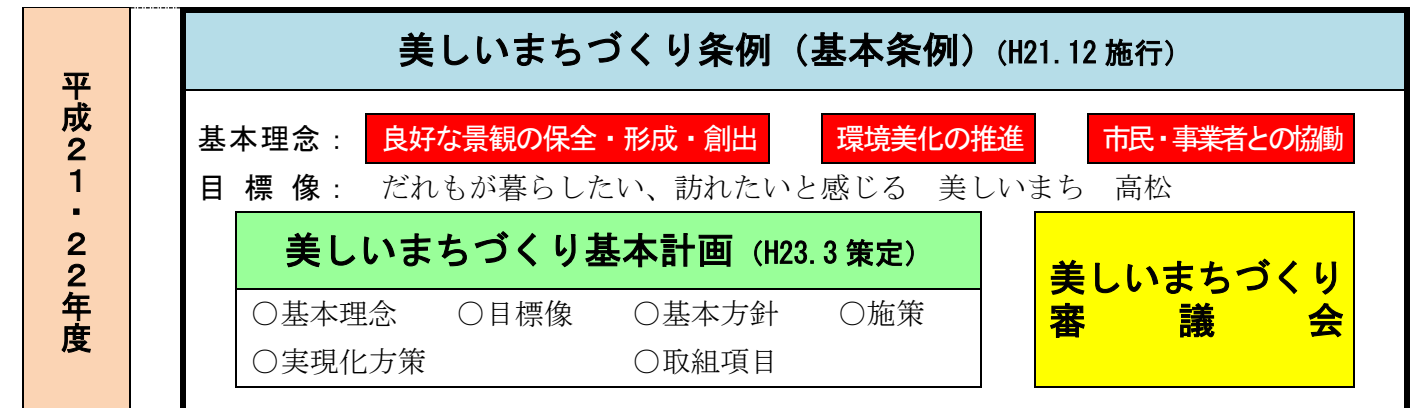 平成21・22年度
美しいまちづくり条例（基本条例）（H21.12 施行）
基本理念： 良好な景観の保全・形成・創出 環境美化の推進 市民・事業者との協働
目標像： だれもが暮らしたい、訪れたいと感じる 美しいまち 高松
美しいまちづくり基本計画（H23.3 策定）
○基本理念 ○目標像 ○基本方針 ○施策
○実現化方策 ○取組項目
美しいまちづくり
審議会